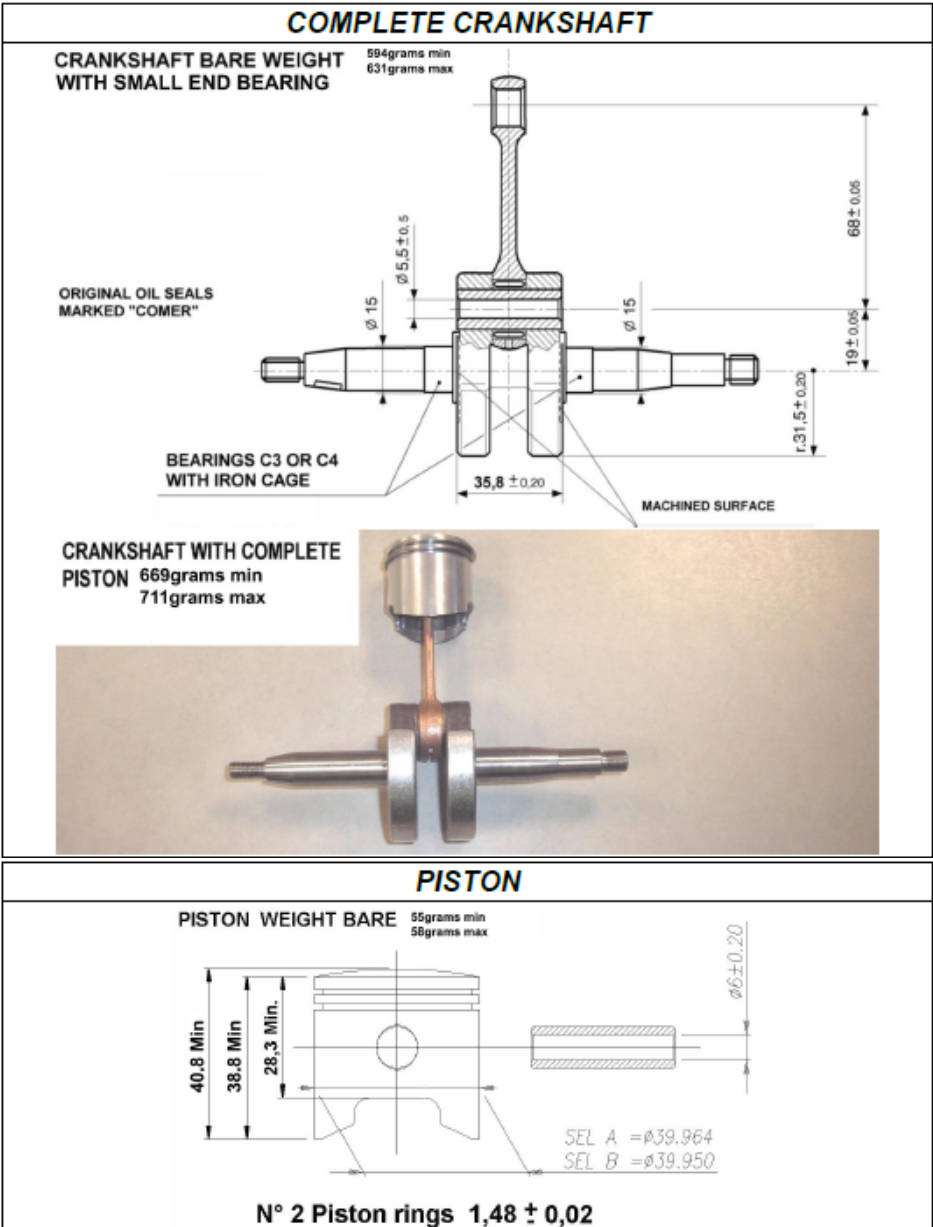 COMPLETE CRANKSHAFT
CRANKSHAFT BARE WEIGHT 594grams min
WITH SMALL END BEARING 631grams max
68±0,05
Ø5,5±0,5
ORIGINAL OIL SEALS
MARKED "COMER"
Ø 15
Ø 15
19±0,05
r.31,5±0,20
BEARINGS C3 OR C4
WITH IRON CAGE
35,8 ±0,20
MACHINED SURFACE
CRANKSHAFT WITH COMPLETE
PISTON 669grams min
711grams max
PISTON
PISTON WEIGHT BARE 55grams min
58grams max
ø6±0.20
40.8 Min
38.8 Min
28,3 Min.
SEL A =ø39.964
SEL B =ø39.950
N° 2 Piston rings 1,48 ± 0,02